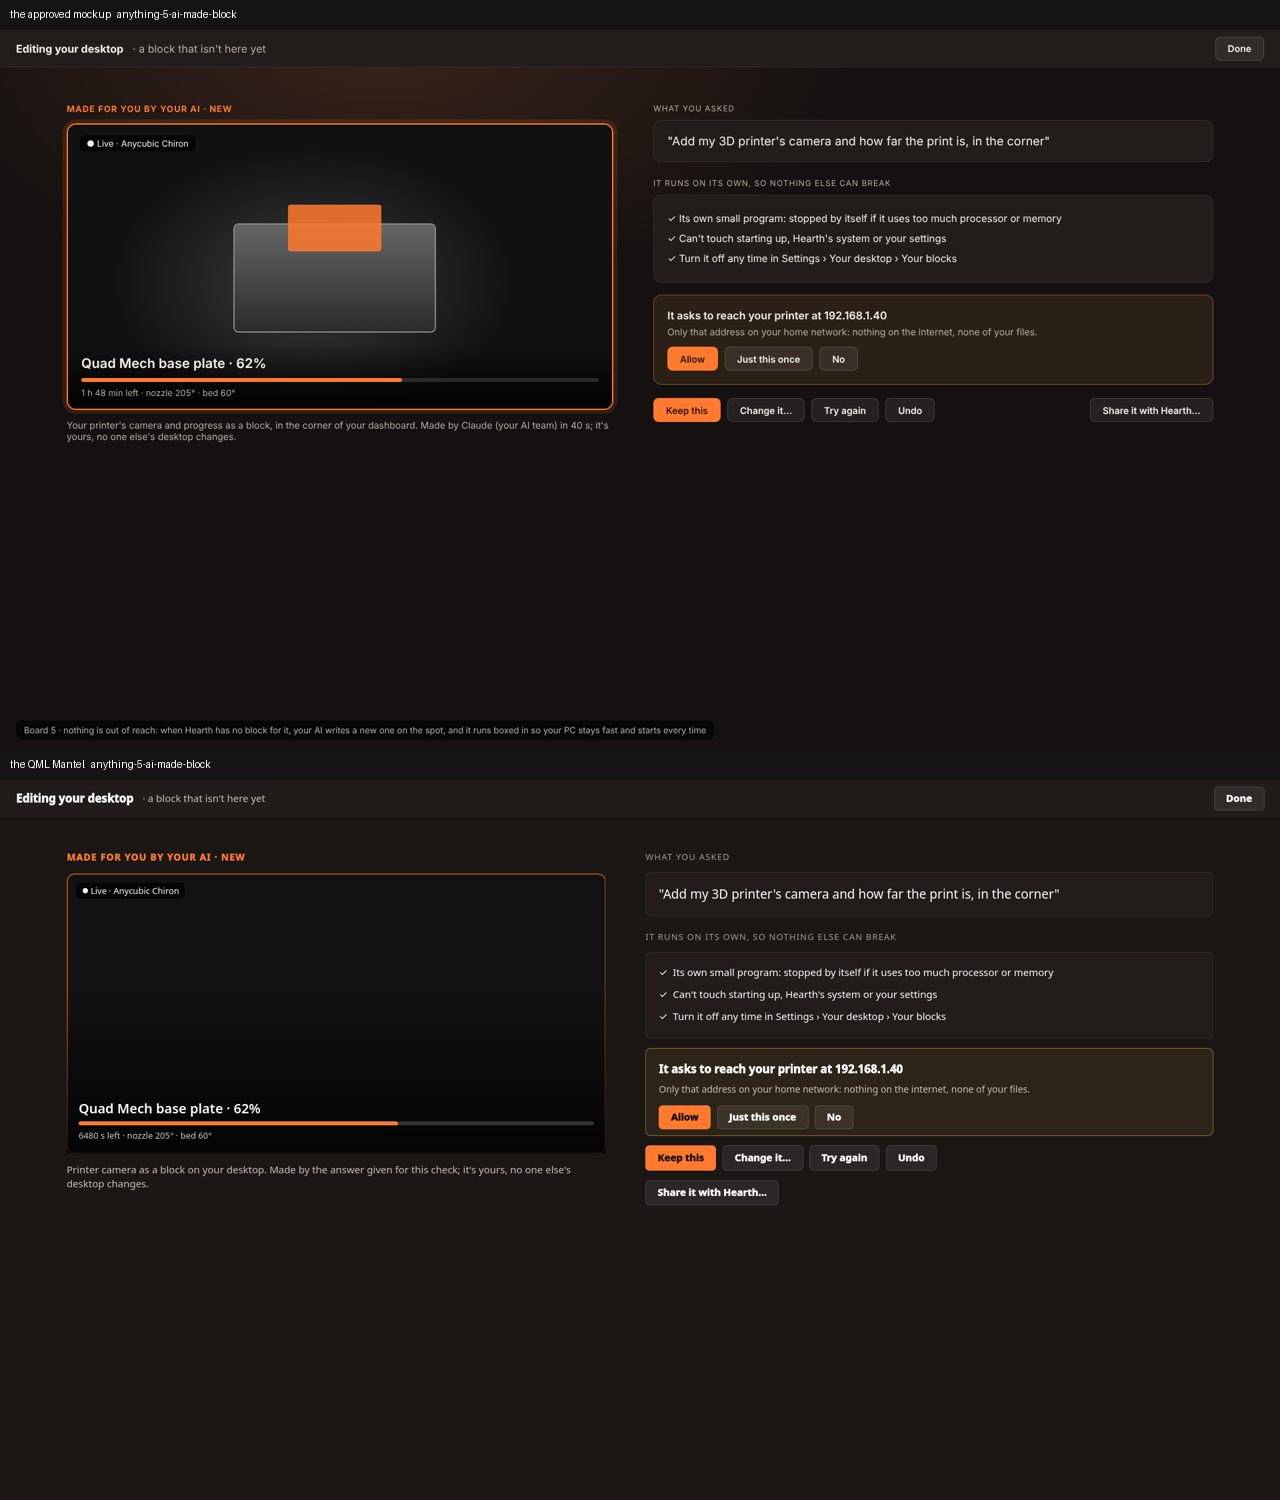 the approved mockup anything-5-ai-made-block
Editing your desktop · a block that isn't here yet
Done
MADE FOR YOU BY YOUR AI · NEW
Live · Anycubic Chiron
Quad Mech base plate · 62%
1 h 48 min left · nozzle 205° · bed 60°
Your printer's camera and progress as a block, in the corner of your dashboard. Made by Claude (your AI team) in 40 s; it's
yours, no one else's desktop changes.
WHAT YOU ASKED
"Add my 3D printer's camera and how far the print is, in the corner"
IT RUNS ON ITS OWN, SO NOTHING ELSE CAN BREAK
✓ Its own small program: stopped by itself if it uses too much processor or memory
✓ Can't touch starting up, Hearth's system or your settings
✓ Turn it off any time in Settings › Your desktop › Your blocks
It asks to reach your printer at 192.168.1.40
Only that address on your home network: nothing on the internet, none of your files.
Allow Just this once No
Keep this Change it... Try again Undo Share it with Hearth...
Board 5 · nothing is out of reach: when Hearth has no block for it, your AI writes a new one on the spot, and it runs boxed in so your PC stays fast and starts every time
the QML Mantel anything-5-ai-made-block
Editing your desktop · a block that isn't here yet
Done
MADE FOR YOU BY YOUR AI · NEW
Live · Anycubic Chiron
Quad Mech base plate · 62%
6480 s left · nozzle 205° · bed 60°
Printer camera as a block on your desktop. Made by the answer given for this check; it's yours, no one else's
desktop changes.
WHAT YOU ASKED
"Add my 3D printer's camera and how far the print is, in the corner"
IT RUNS ON ITS OWN, SO NOTHING ELSE CAN BREAK
✓ Its own small program: stopped by itself if it uses too much processor or memory
✓ Can't touch starting up, Hearth's system or your settings
✓ Turn it off any time in Settings › Your desktop › Your blocks
It asks to reach your printer at 192.168.1.40
Only that address on your home network: nothing on the internet, none of your files.
Allow Just this once No
Keep this Change it... Try again Undo
Share it with Hearth...